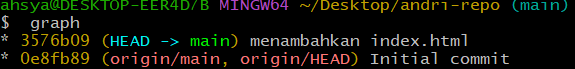 ahsya@DESKTOP-EER4D/B MINGW64 ~/Desktop/andri-repo (main)
$ graph
* 3576b09 (HEAD -> main) menambahkan index.html
* 0e8fb89 (origin/main, origin/HEAD) Initial commit